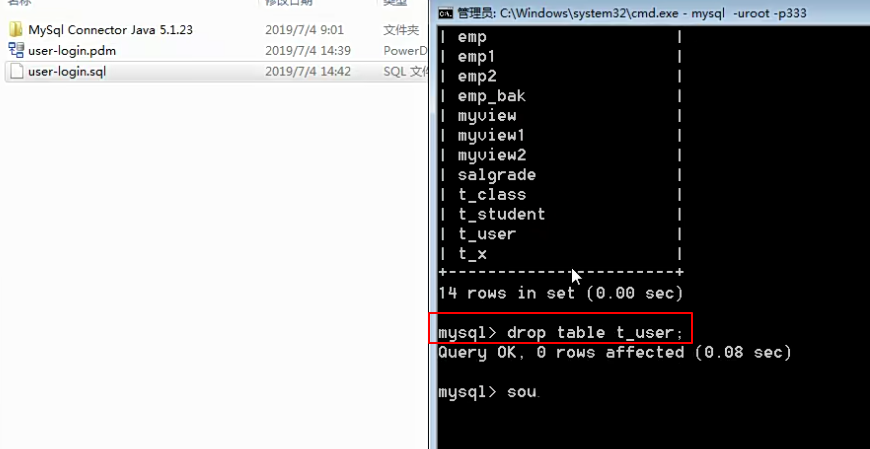 名称 修改日期 类型
MySql Connector Java 5.1.23 2019/7/4 9:01 文件夹
user-login.pdm 2019/7/4 14:39 PowerD
user-login.sql 2019/7/4 14:42 SQL 文件
管理员: C:\Windows\system32\cmd.exe - mysql -uroot -p333
| emp |
| emp1 |
| emp2 |
| emp_bak |
| myview |
| myview1 |
| myview2 |
| salgrade |
| t_class |
| t_student |
| t_user |
| t_x |
+-------------------------+
14 rows in set (0.00 sec)
mysql> drop table t_user;
Query OK, 0 rows affected (0.08 sec)
mysql> sou